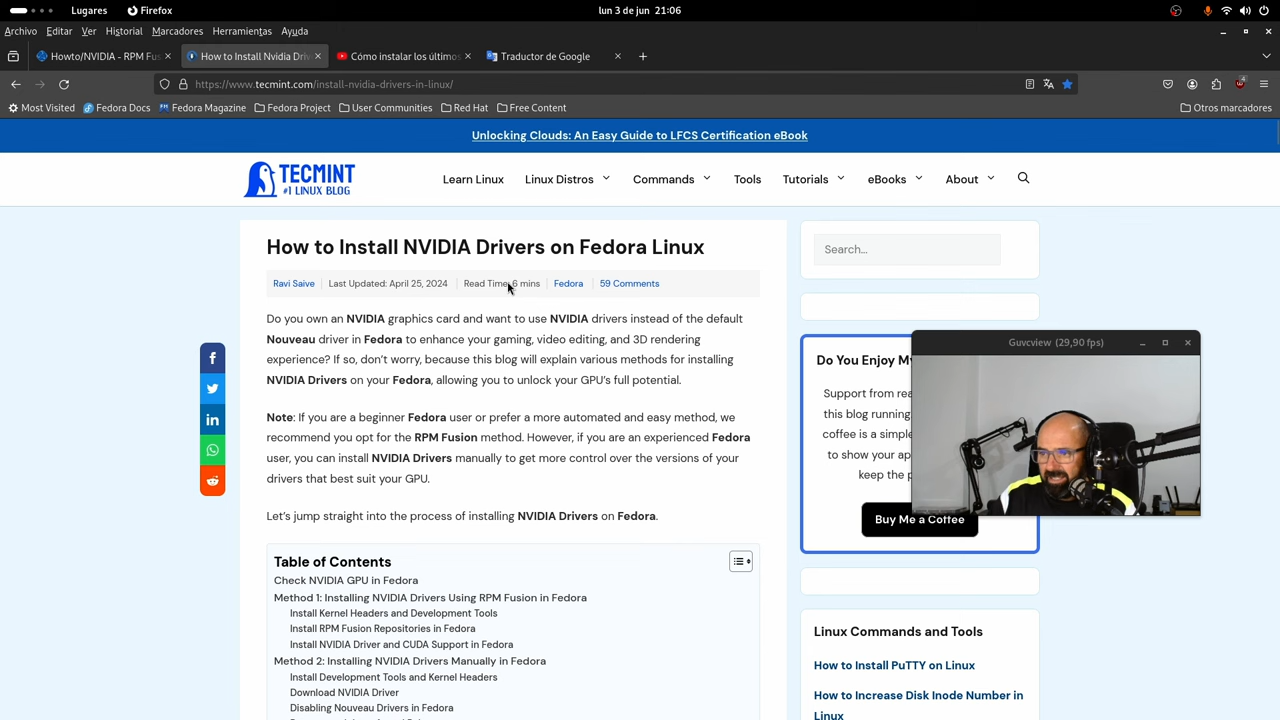 Lugares
Firefox
lun 3 de jun 21:06
Archivo Editar Ver Historial Marcadores Herramientas Ayuda
Howto/NVIDIA - RPM Fus
How to Install Nvidia Driv
Cómo instalar los últimos
Traductor de Google
https://www.tecmint.com/install-nvidia-drivers-in-linux/
Most Visited Fedora Docs Fedora Magazine Fedora Project User Communities Red Hat Free Content Otros marcadores
Unlocking Clouds: An Easy Guide to LFCS Certification eBook
TECMINT
#1 LINUX BLOG
Learn Linux Linux Distros Commands Tools Tutorials eBooks About
How to Install NVIDIA Drivers on Fedora Linux
Ravi Saive Last Updated: April 25, 2024 Read Time: 6 mins Fedora 59 Comments
Do you own an NVIDIA graphics card and want to use NVIDIA drivers instead of the default
Nouveau driver in Fedora to enhance your gaming, video editing, and 3D rendering
experience? If so, don't worry, because this blog will explain various methods for installing
NVIDIA Drivers on your Fedora, allowing you to unlock your GPU's full potential.
Note: If you are a beginner Fedora user or prefer a more automated and easy method, we
recommend you opt for the RPM Fusion method. However, if you are an experienced Fedora
user, you can install NVIDIA Drivers manually to get more control over the versions of your
drivers that best suit your GPU.
Let's jump straight into the process of installing NVIDIA Drivers on Fedora.
Table of Contents
Check NVIDIA GPU in Fedora
Method 1: Installing NVIDIA Drivers Using RPM Fusion in Fedora
Install Kernel Headers and Development Tools
Install RPM Fusion Repositories in Fedora
Install NVIDIA Driver and CUDA Support in Fedora
Method 2: Installing NVIDIA Drivers Manually in Fedora
Install Development Tools and Kernel Headers
Download NVIDIA Driver
Disabling Nouveau Drivers in Fedora
Search...
Guvcview (29,90 fps)
Do You Enjoy My
Support from rea
this blog running
coffee is a simple
to show your ap
keep the p
Buy Me a Coffee
Linux Commands and Tools
How to Install PuTTY on Linux
How to Increase Disk Inode Number in
Linux